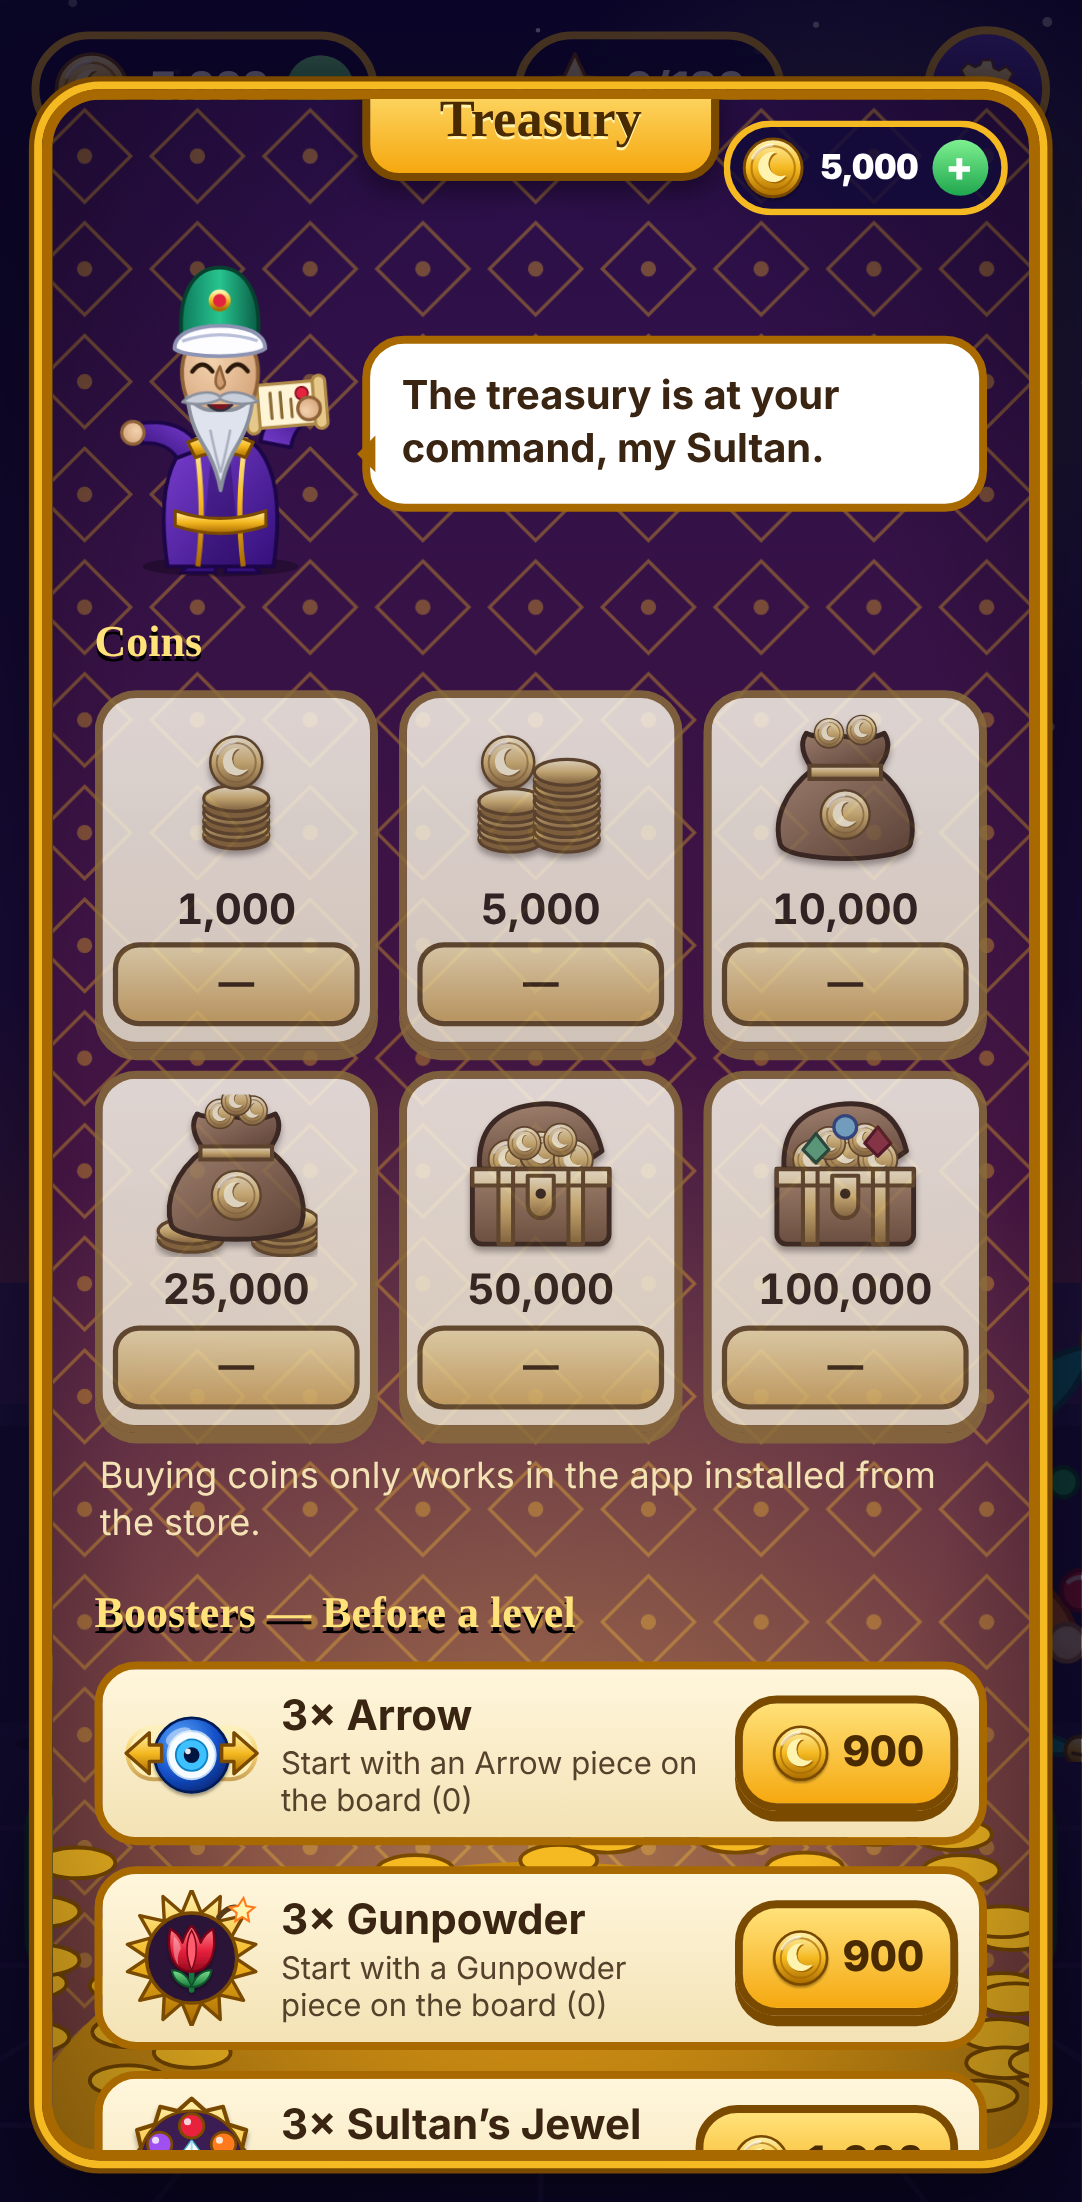 Treasury
5,000
The treasury is at your
command, my Sultan.
Coins
1,000
5,000
10,000
—
—
—
25,000
50,000
100,000
—
—
—
Buying coins only works in the app installed from
the store.
Boosters — Before a level
3× Arrow
Start with an Arrow piece on
the board (0)
900
3× Gunpowder
Start with a Gunpowder
piece on the board (0)
900
3× Sultan’s Jewel